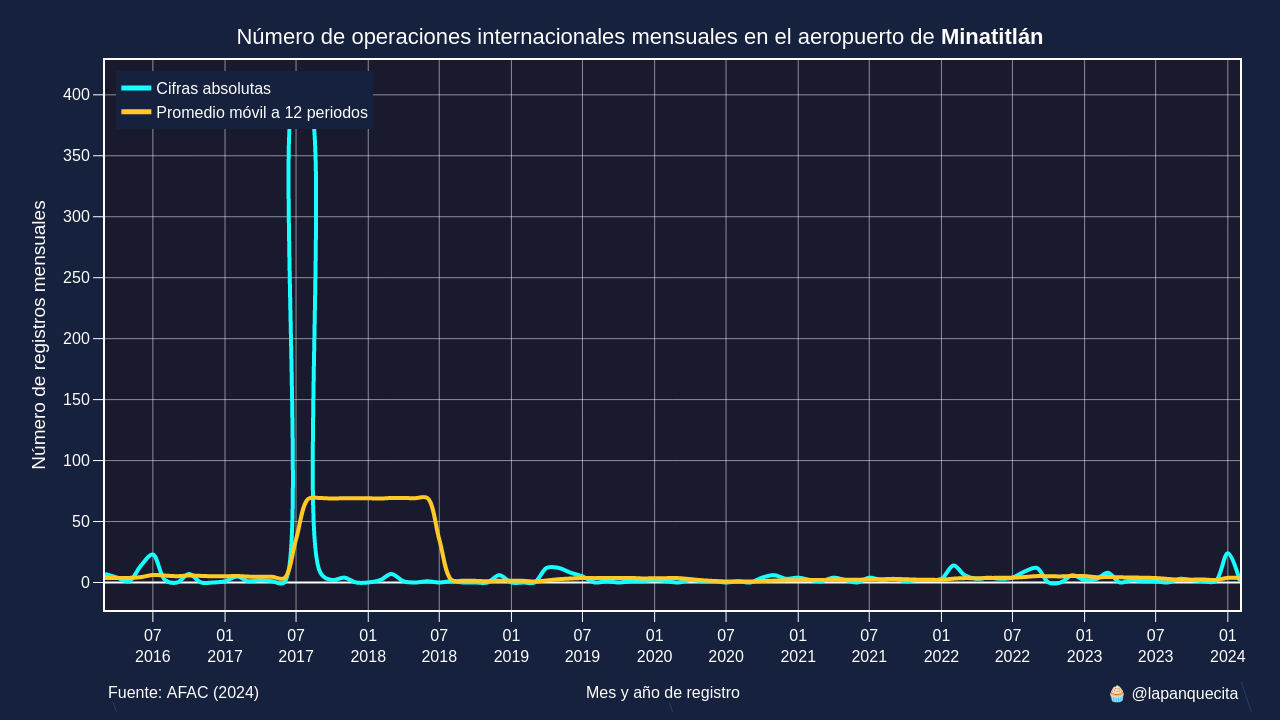 Número de operaciones internacionales mensuales en el aeropuerto de Minatitlán
Cifras absolutas
Promedio móvil a 12 periodos
Número de registros mensuales
400
350
300
250
200
150
100
50
0
07 01 07 01 07 01 07 01 07 01 07 01 07 01 07 01
2016 2017 2017 2018 2018 2019 2019 2020 2020 2021 2021 2022 2022 2023 2023 2024
Fuente: AFAC (2024)
Mes y año de registro
🧁 @lapanquecita